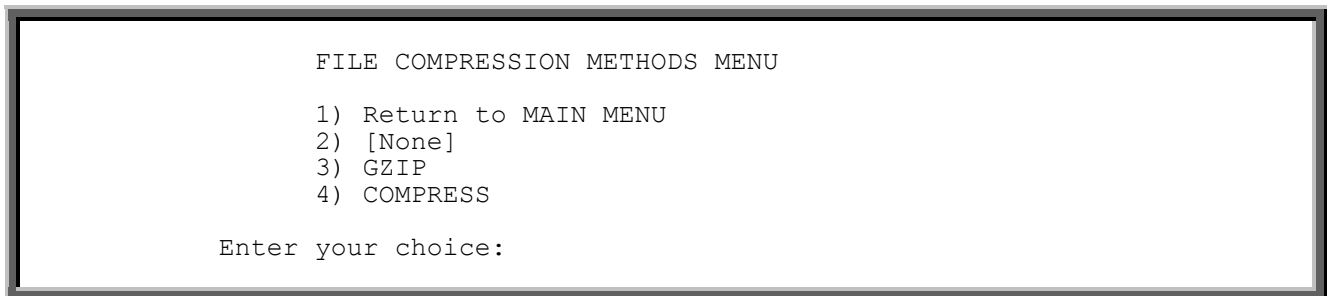 FILE COMPRESSION METHODS MENU
1) Return to MAIN MENU
2) [None]
3) GZIP
4) COMPRESS
Enter your choice: